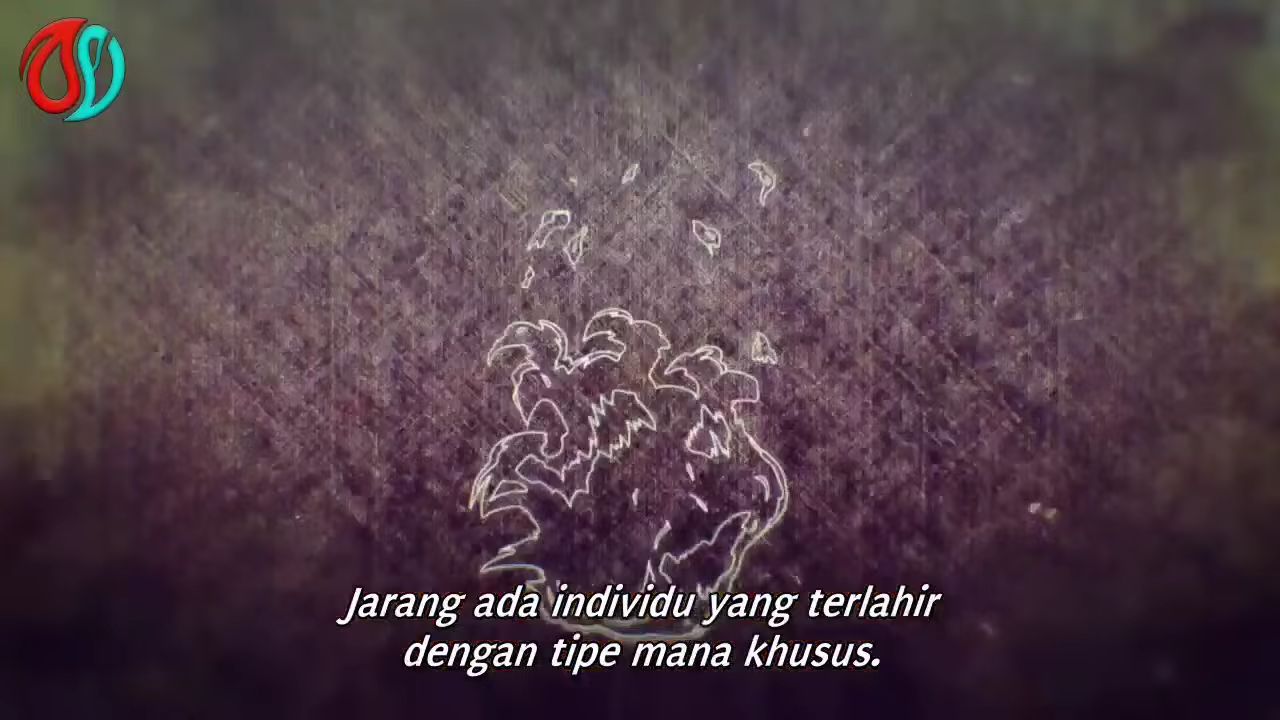 Jarang ada individu yang terlahir
dengan tipe mana khusus.